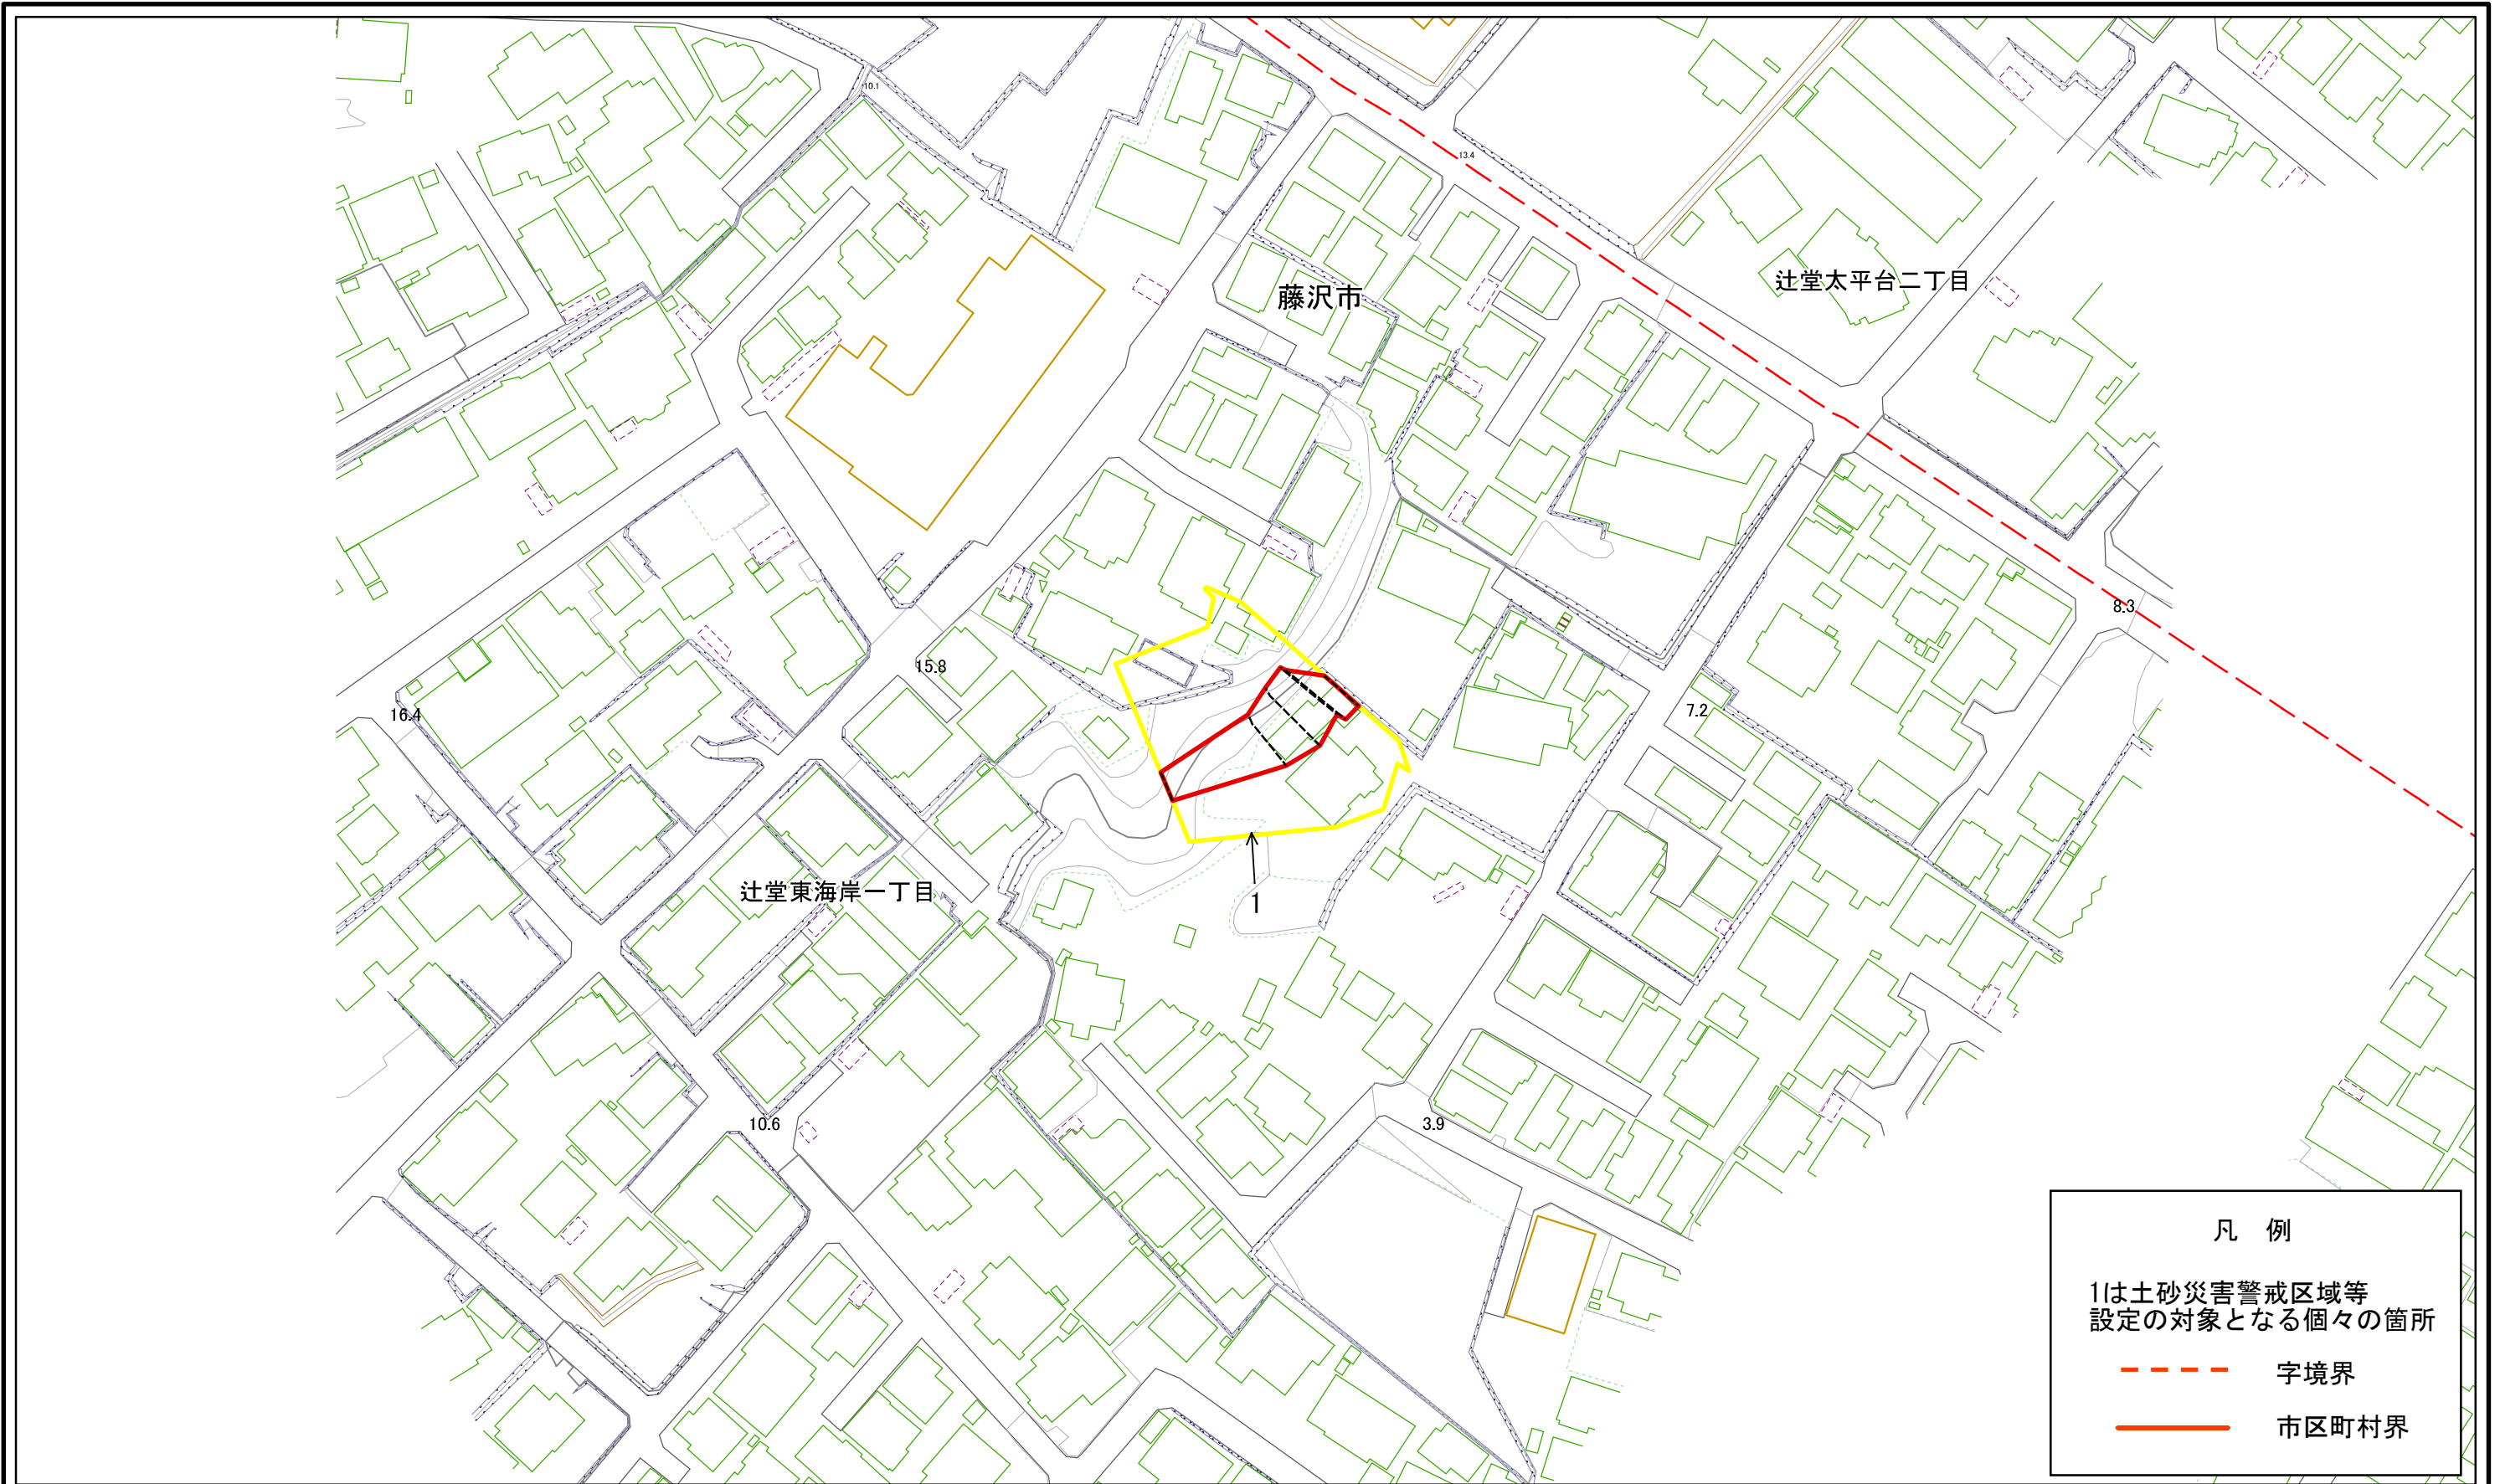 10.1
13.4
辻堂太平台二丁目
藤沢市
8.3
15.8
7.2
16.4
辻堂東海岸一丁目
1
10.6
3.9
凡 例
1は土砂災害警戒区域等
設定の対象となる個々の箇所
字境界
市区町村界